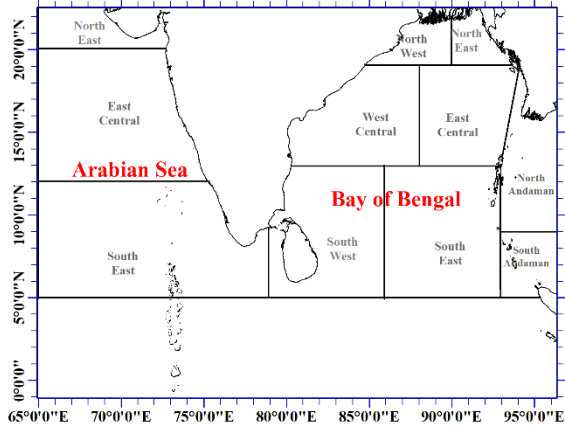 North
East
North
West
North
East
20°0'0"N
East
Central
West
Central
East
Central
15°0'0"N
Arabian Sea
North
Andaman
Bay of Bengal
10°0'0"N
South
East
South
West
South
East
South
Andaman
5°0'0"N
0°0'0"
65°0'0"E 70°0'0"E 75°0'0"E 80°0'0"E 85°0'0"E 90°0'0"E 95°0'0"E